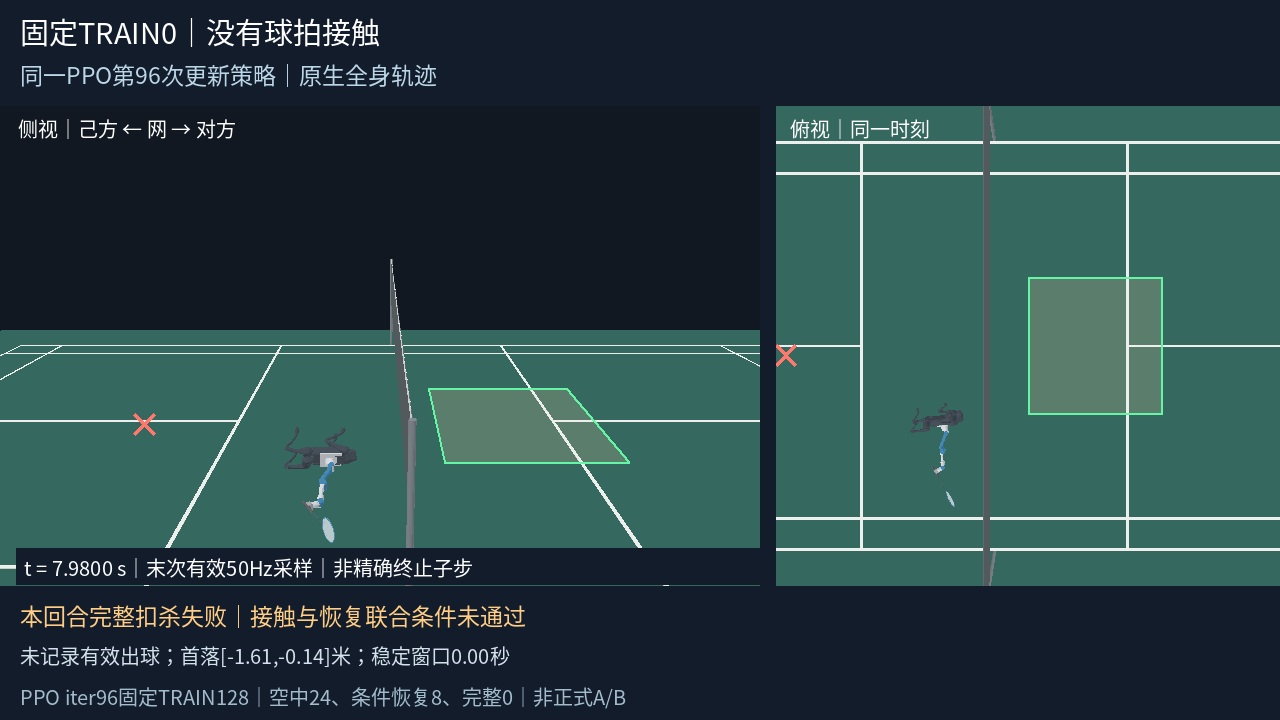 固定TRAIN0｜没有球拍接触
同一PPO第96次更新策略｜原生全身轨迹
侧视｜己方 ← 网 → 对方
俯视｜同一时刻
t = 7.9800 s｜末次有效50Hz采样｜非精确终止子步
本回合完整扣杀失败｜接触与恢复联合条件未通过
未记录有效出球；首落[-1.61,-0.14]米；稳定窗口0.00秒
PPO iter96固定TRAIN128｜空中24、条件恢复8、完整0｜非正式A/B